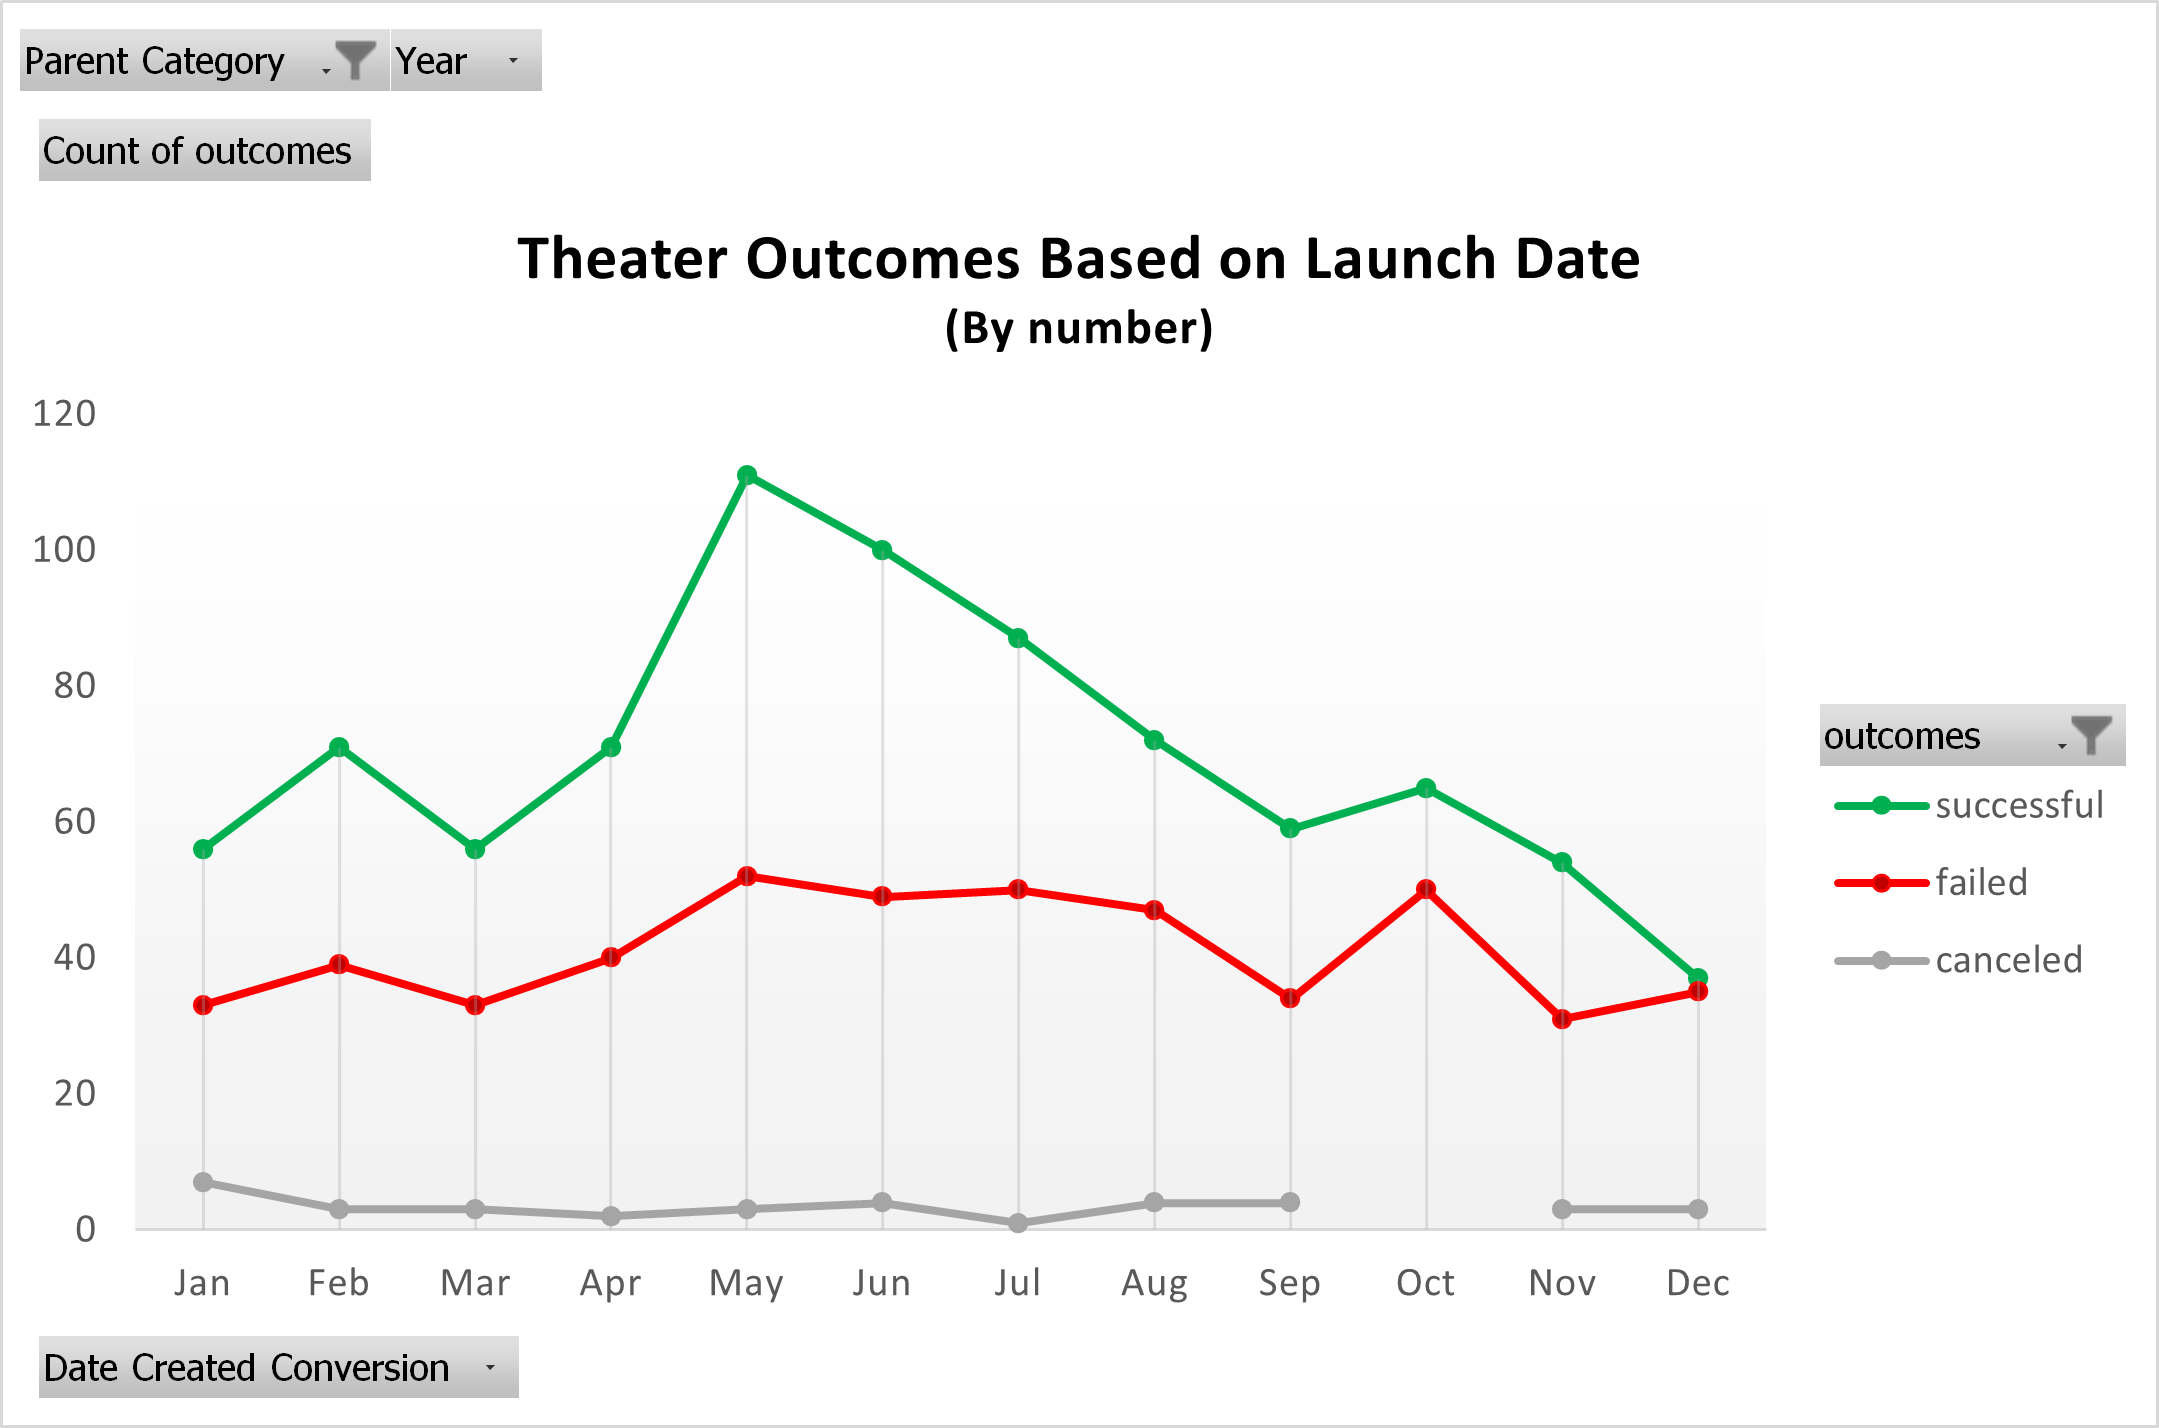 Parent Category Year
Count of outcomes
Theater Outcomes Based on Launch Date
(By number)
120
100
80
60
40
20
0
outcomes
successful
failed
canceled
Jan Feb Mar Apr May Jun Jul Aug Sep Oct Nov Dec
Date Created Conversion